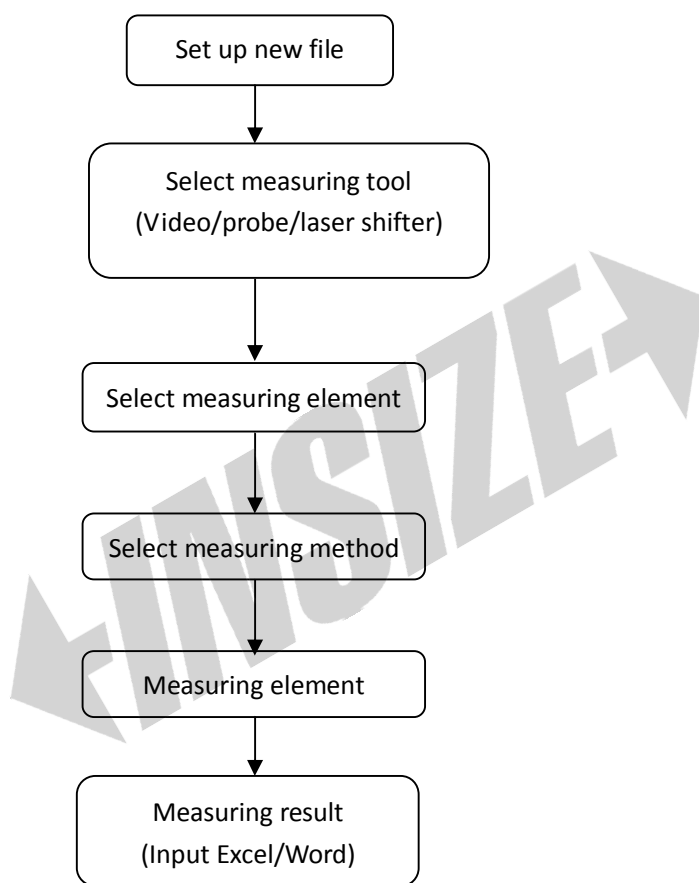 Set up new file
Select measuring tool
(Video/probe/laser shifter)
Select measuring element
INSIZE
Select measuring method
Measuring element
Measuring result
(Input Excel/Word)